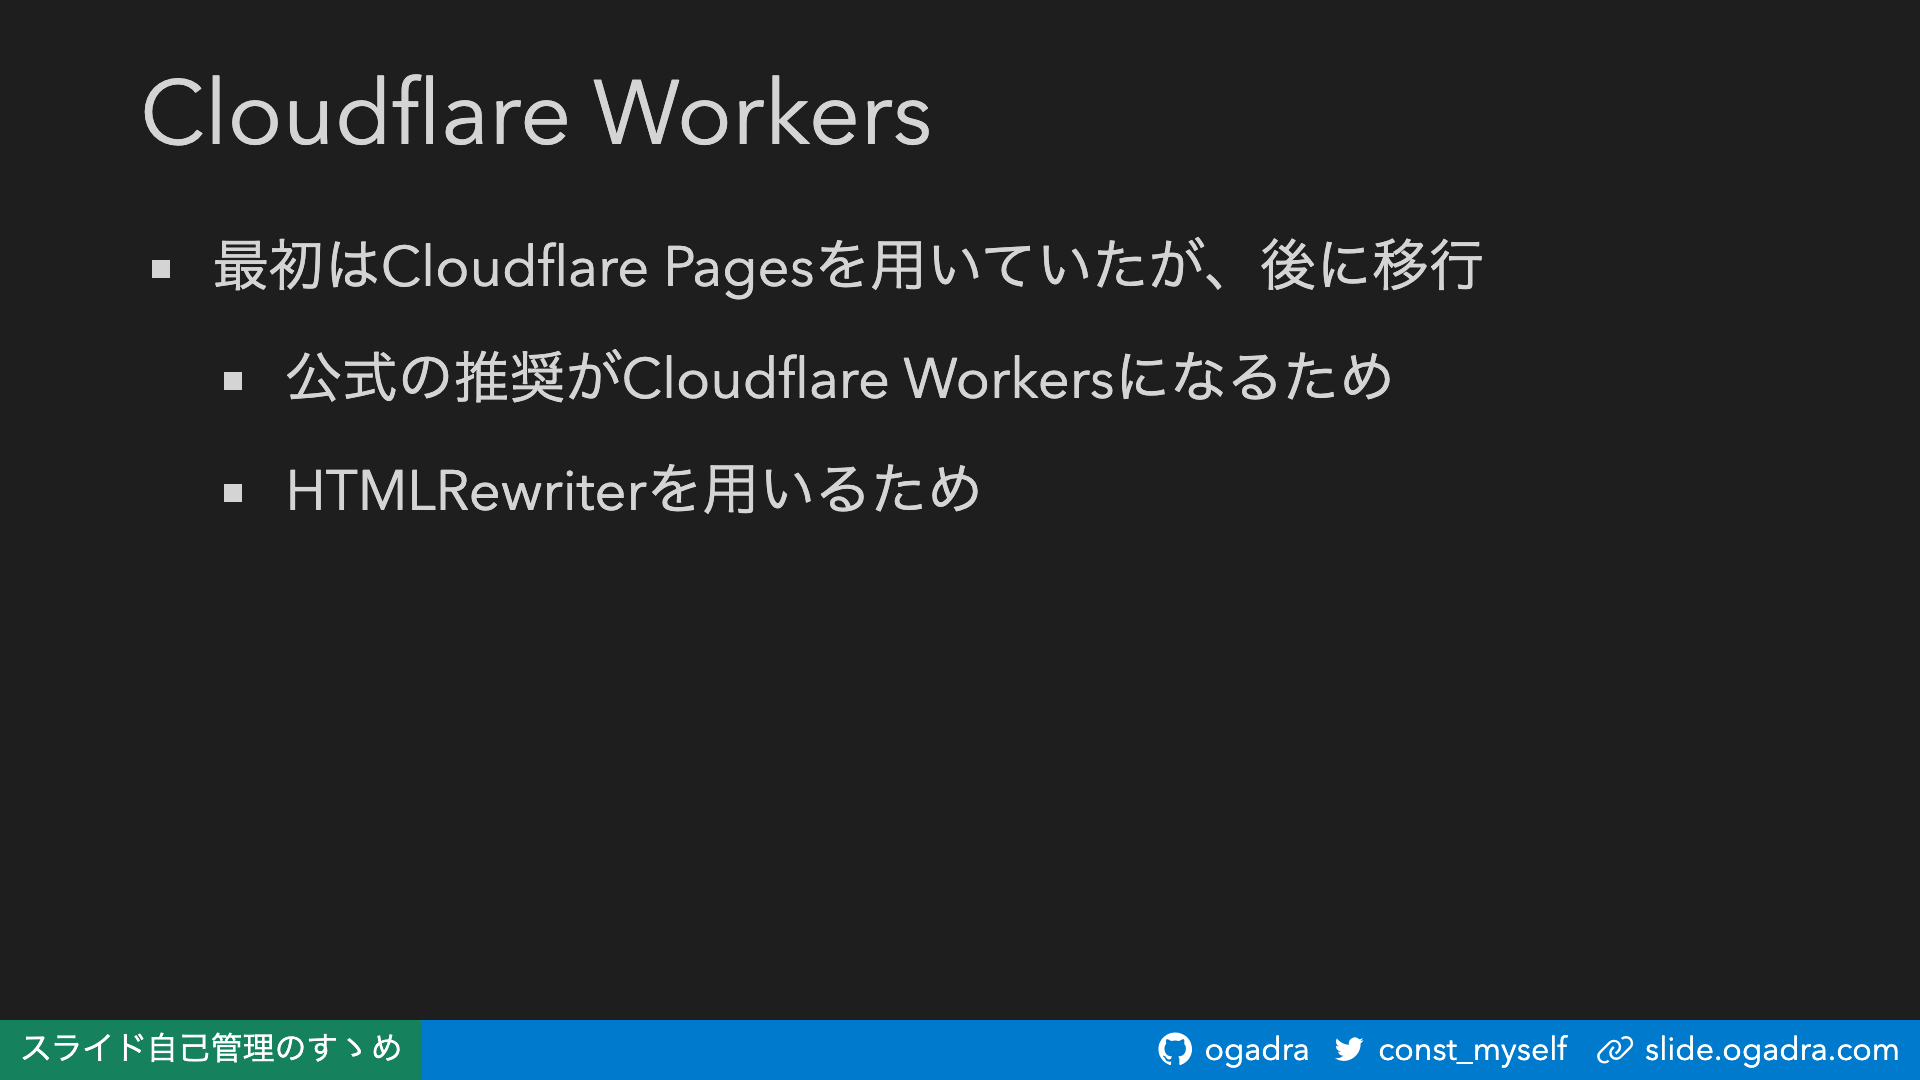 Cloudflare Workers
最初はCloudflare Pagesを用いていたが、後に移行
公式の推奨がCloudflare Workersになるため
HTMLRewriterを用いるため
スライド自己管理のすゝめ
ogadra const_myself slide.ogadra.com